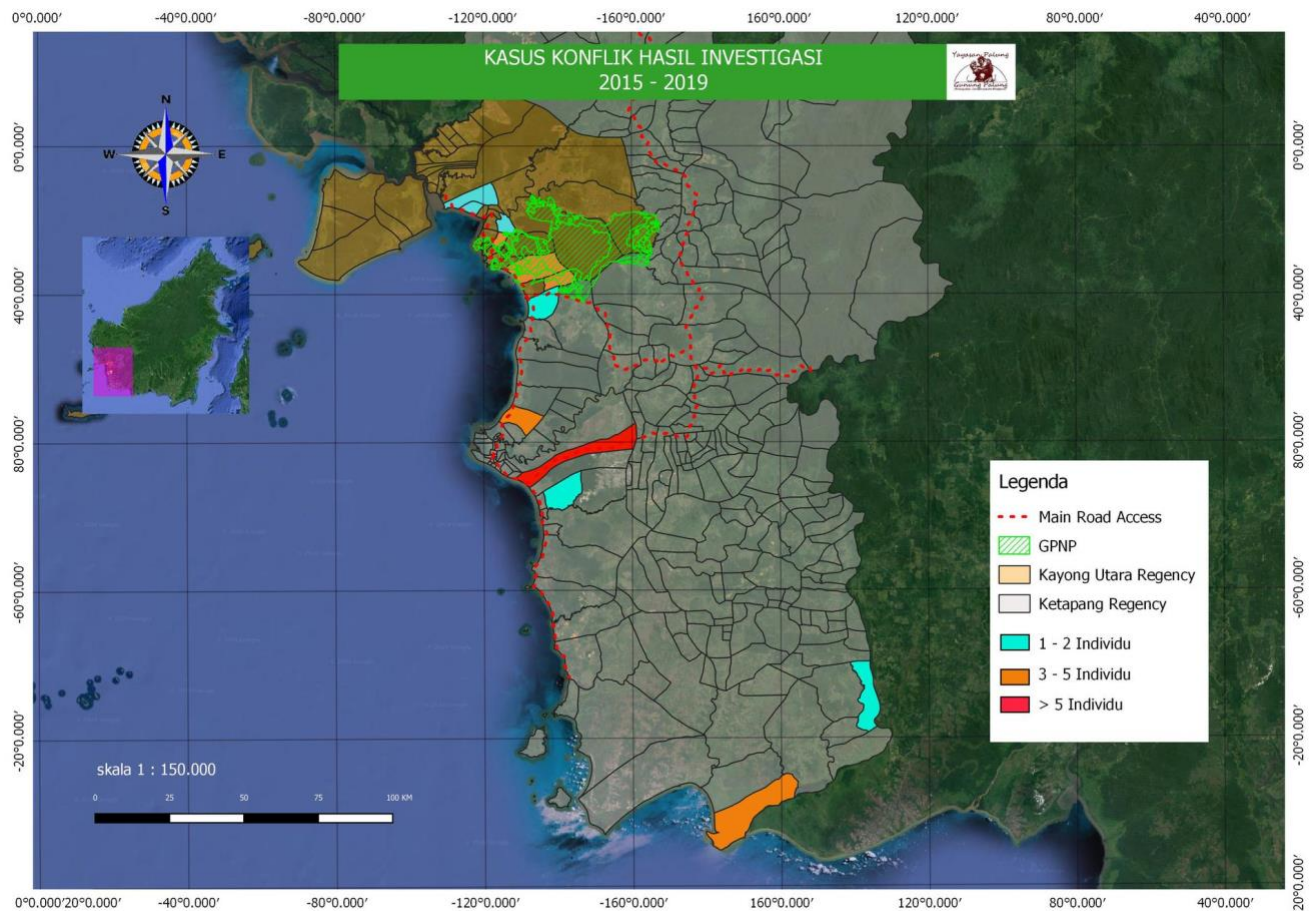 0°0.000′ -40°0.000′ -80°0.000′ -120°0.000′ -160°0.000′ 160°0.000′ 120°0.000′ 80°0.000′ 40°0.000′
KASUS KONFLIK HASIL INVESTIGASI
2015 - 2019
Yayasan Palung
Gunung Palung
N
W E
S
0°0.000′
40°0.000′
80°0.000′
-60°0.000′
-20°0.000′
0°0.000′
40°0.000′
80°0.000′
-60°0.000′
-20°0.000′
20°0.000′
Legenda
Main Road Access
GPNP
Kayong Utara Regency
Ketapang Regency
1 - 2 Individu
3 - 5 Individu
> 5 Individu
skala 1 : 150.000
0 25 50 75 100 KM
0°0.000′20°0.000′ -40°0.000′ -80°0.000′ -120°0.000′ -160°0.000′ 160°0.000′ 120°0.000′ 80°0.000′ 40°0.000′